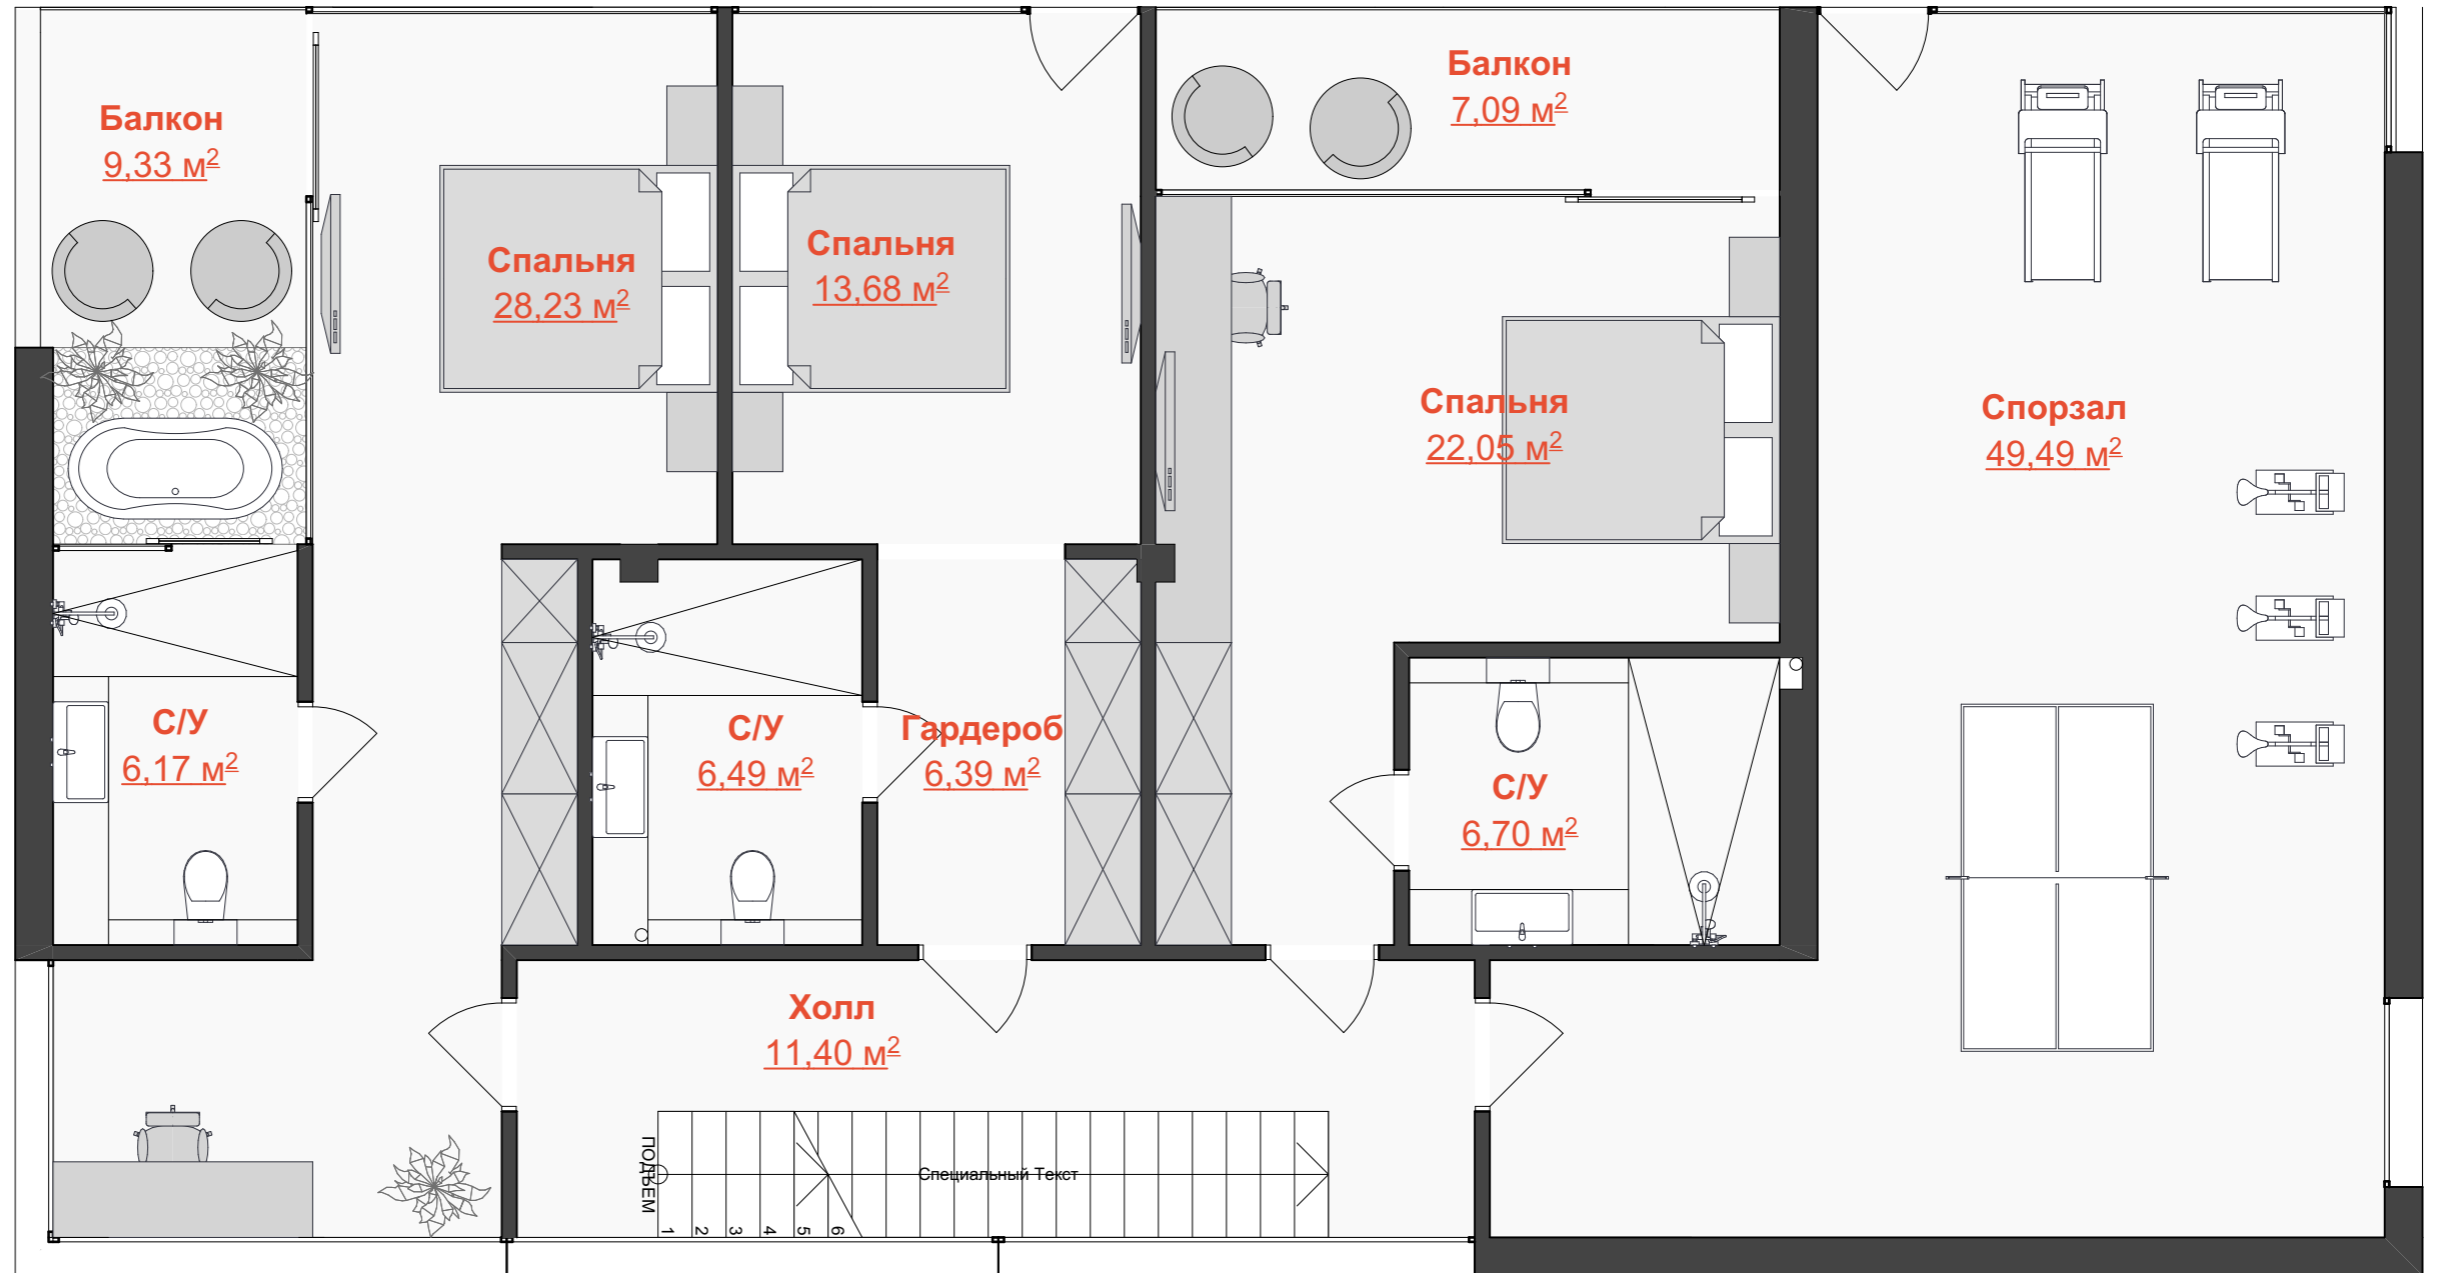 Балкон
9,33 м²
Спальня
28,23 м²
Спальня
13,68 м²
Балкон
7,09 м²
Спальня
22,05 м²
Спорзал
49,49 м²
С/У
6,17 м²
С/У
6,49 м²
Гардероб
6,39 м²
С/У
6,70 м²
Холл
11,40 м²
ПОДЪЕМ
Специальный Текст
1 2 3 4 5 6